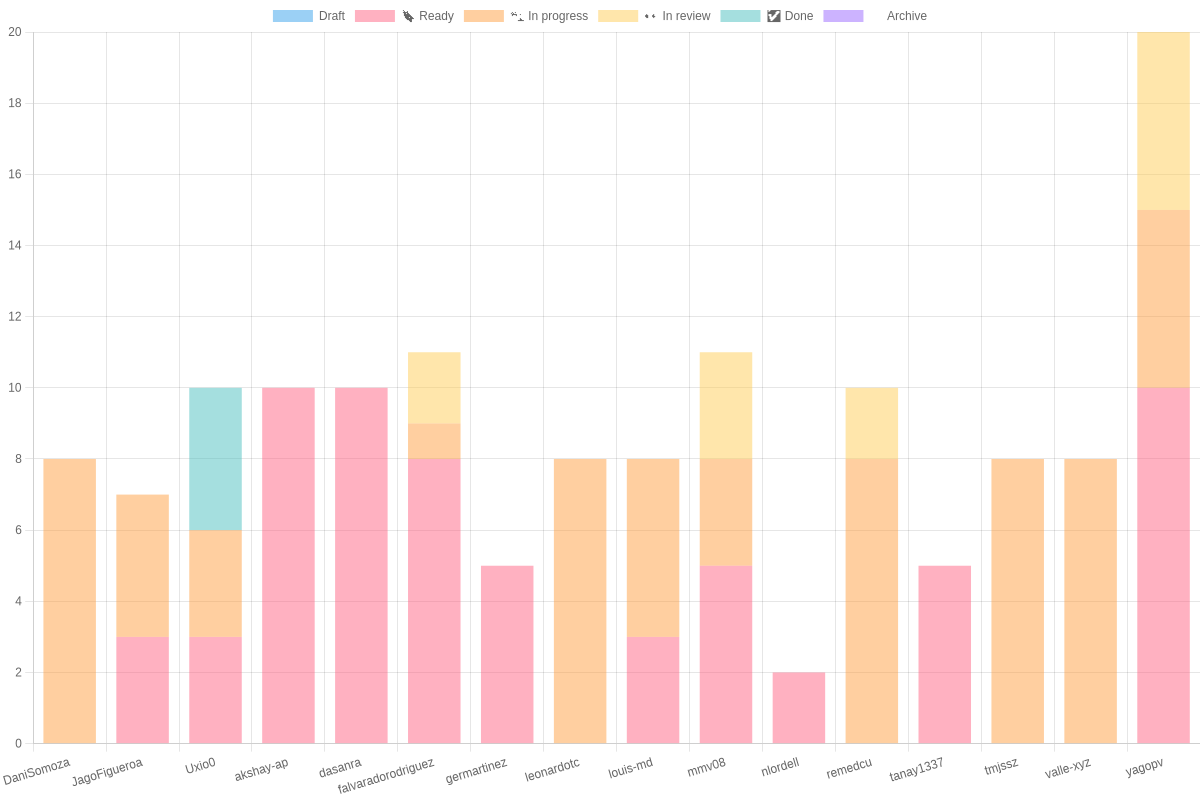 Draft 🔖 Ready 🏗 In progress 👀 In review ✅ Done Archive
20
18
16
14
12
10
8
6
4
2
0
DaniSomoza
JagoFigueroa
Uxio0
akshay-ap
dasanra
falvaradorodriguez
germartinez
leonardotc
louis-md
mmv08
nlordell
remedcu
tanay1337
tmjssz
valle-xyz
yagopv